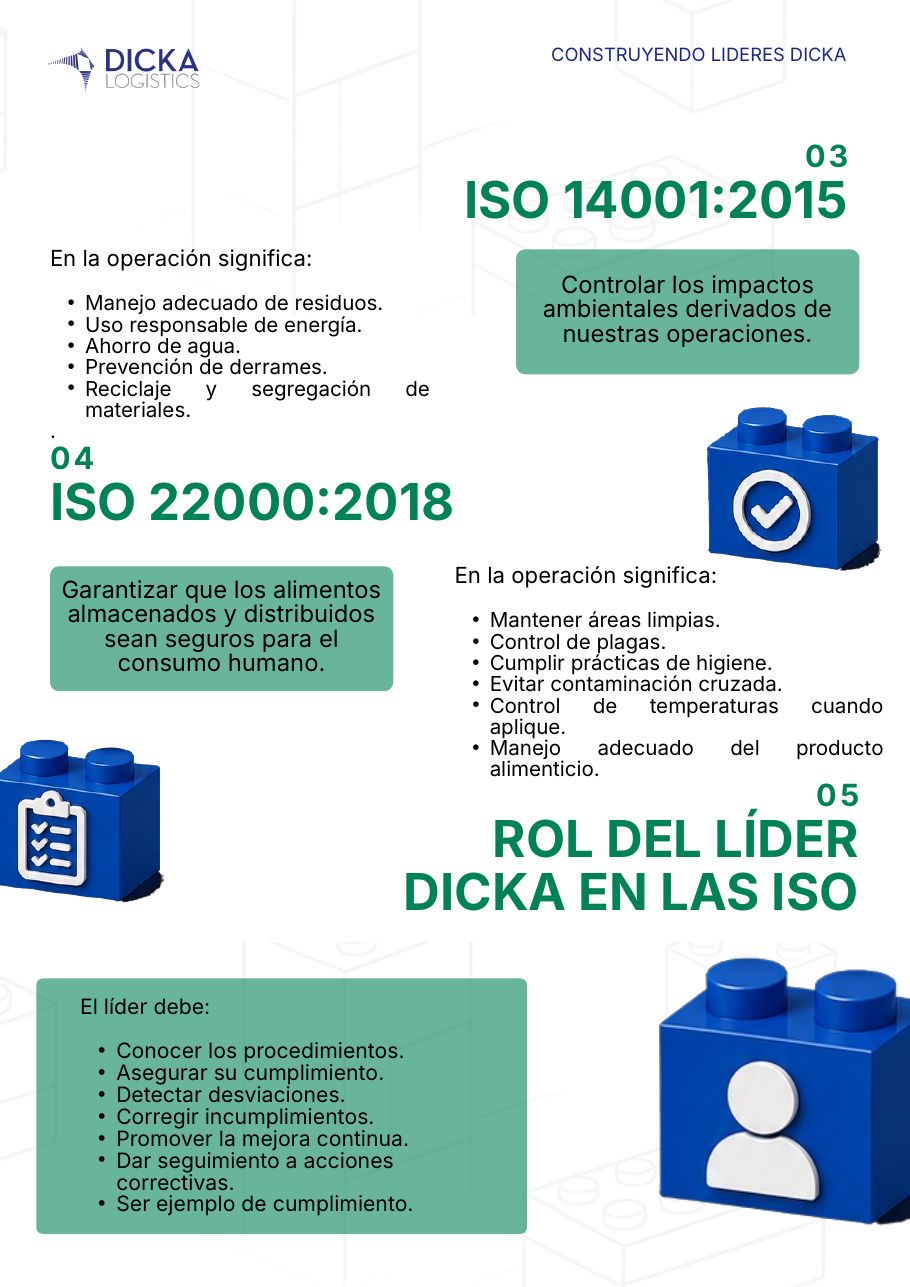 DICKA
LOGISTICS
CONSTRUYENDO LIDERES DICKA
03
ISO 14001:2015
En la operación significa:
• Manejo adecuado de residuos.
• Uso responsable de energía.
• Ahorro de agua.
• Prevención de derrames.
• Reciclaje y segregación de
materiales.
.
Controlar los impactos
ambientales derivados de
nuestras operaciones.
04
ISO 22000:2018
Garantizar que los alimentos
almacenados y distribuidos
sean seguros para el
consumo humano.
En la operación significa:
• Mantener áreas limpias.
• Control de plagas.
• Cumplir prácticas de higiene.
• Evitar contaminación cruzada.
• Control de temperaturas cuando
aplique.
• Manejo adecuado del producto
alimenticio.
05
ROL DEL LÍDER
DICKA EN LAS ISO
El líder debe:
• Conocer los procedimientos.
• Asegurar su cumplimiento.
• Detectar desviaciones.
• Corregir incumplimientos.
• Promover la mejora continua.
• Dar seguimiento a acciones
correctivas.
• Ser ejemplo de cumplimiento.